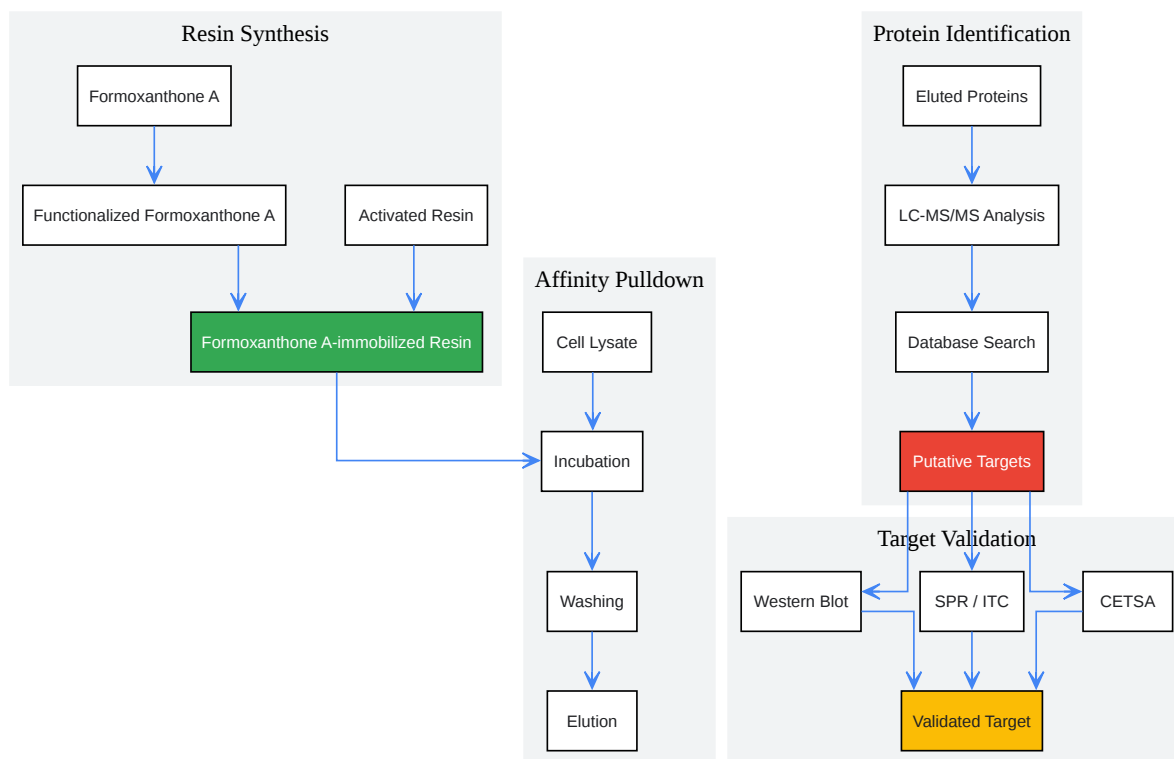 Resin Synthesis
Formoxanthone A
Functionalized Formoxanthone A
Activated Resin
Formoxanthone A-immobilized Resin
Affinity Pulldown
Cell Lysate
Incubation
Washing
Elution
Protein Identification
Eluted Proteins
LC-MS/MS Analysis
Database Search
Putative Targets
Target Validation
Western Blot
SPR / ITC
CETSA
Validated Target